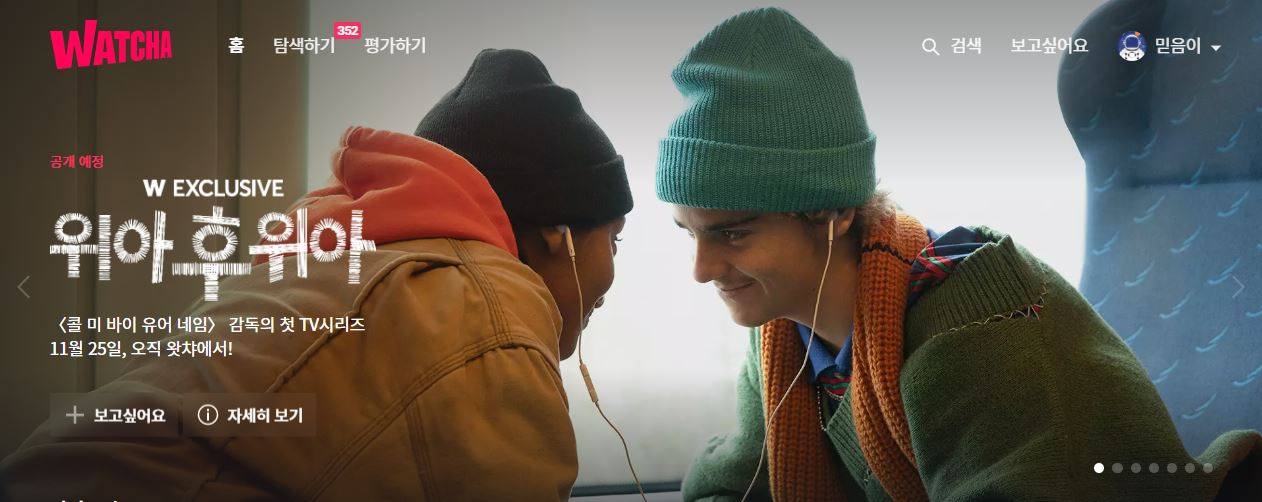 WATCHA
홈 탐색하기 352 평가하기 검색 보고싶어요 믿음이
공개 예정
W EXCLUSIVE
위아후위아
〈콜 미 바이 유어 네임〉 감독의 첫 TV시리즈
11월 25일, 오직 왓챠에서!
보고싶어요 자세히 보기